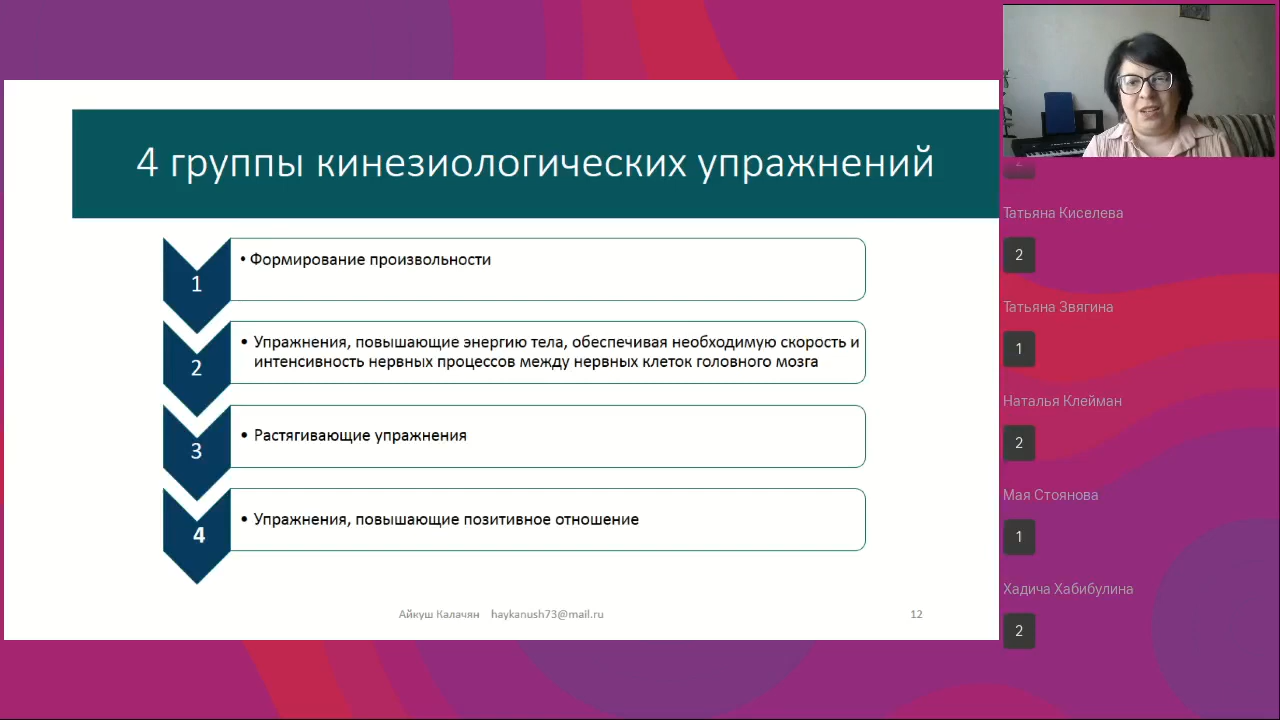 4 группы кинезиологических упражнений
1
• Формирование произвольности
2
• Упражнения, повышающие энергию тела, обеспечивая необходимую скорость и
интенсивность нервных процессов между нервных клеток головного мозга
3
• Растягивающие упражнения
4
• Упражнения, повышающие позитивное отношение
Айкуш Калачян haykanush73@mail.ru
12
2
Татьяна Киселева
2
Татьяна Звягина
1
Наталья Клейман
2
Мая Стоянова
1
Хадича Хабибулина
2